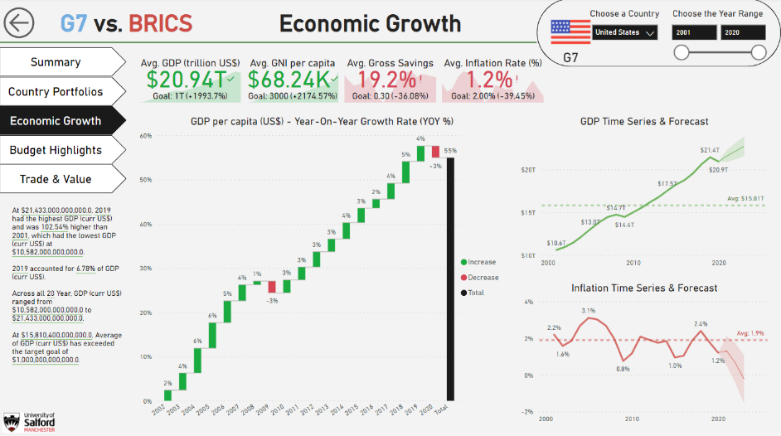 G7 vs. BRICS
Economic Growth
Choose a Country
Choose the Year Range
United States
2001
2020
G7
Summary
Country Portfolios
Economic Growth
Budget Highlights
Trade & Value
Avg. GDP (trillion US$)
$20.94T
Goal: 1T (+1993.7%)
Avg. GNI per capita
$68.24K
Goal: 3000 (+2174.57%)
Avg. Gross Savings
19.2%!
Goal: 0.30 (-36.08%)
Avg. Inflation Rate (%)
1.2%!
Goal: 2.00% (-39.45%)
At $21,433,000,000,000.0, 2019
had the highest GDP (curr US$)
and was 102.54% higher than
2001, which had the lowest GDP
(curr US$) at
$10,582,000,000,000.0.
2019 accounted for 6.78% of GDP
(curr US$).
Across all 20 Year, GDP (curr US$)
ranged from
$10,582,000,000,000.0 to
$21,433,000,000,000.0.
At $15,810,400,000,000.0, Average
of GDP (curr US$) has exceeded
the target goal of
$1,000,000,000,000.0.
GDP per capita (US$) - Year-On-Year Growth Rate (YOY %)
60%
50%
40%
30%
20%
10%
0%
2% 4% 6% 6% 5% 4% 1% -3% 3% 3% 3% 3% 4% 3% 2% 4% 5% 4% -3% 55%
2002 2003 2004 2005 2006 2007 2008 2009 2010 2011 2012 2013 2014 2015 2016 2017 2018 2019 2020 Total
Increase
Decrease
Total
GDP Time Series & Forecast
$20T
$15T
$10T
$10.6T
$13.0T
$14.7T
$14.4T
$17.5T
$21.4T
$20.9T
Avg: $15.81T
2000 2010 2020
Inflation Time Series & Forecast
4%
2%
0%
-2%
2.2%
1.6%
3.1%
0.8%
1.0%
2.4%
1.2%
Avg: 1.9%
2000 2010 2020
University of
Salford
MANCHESTER